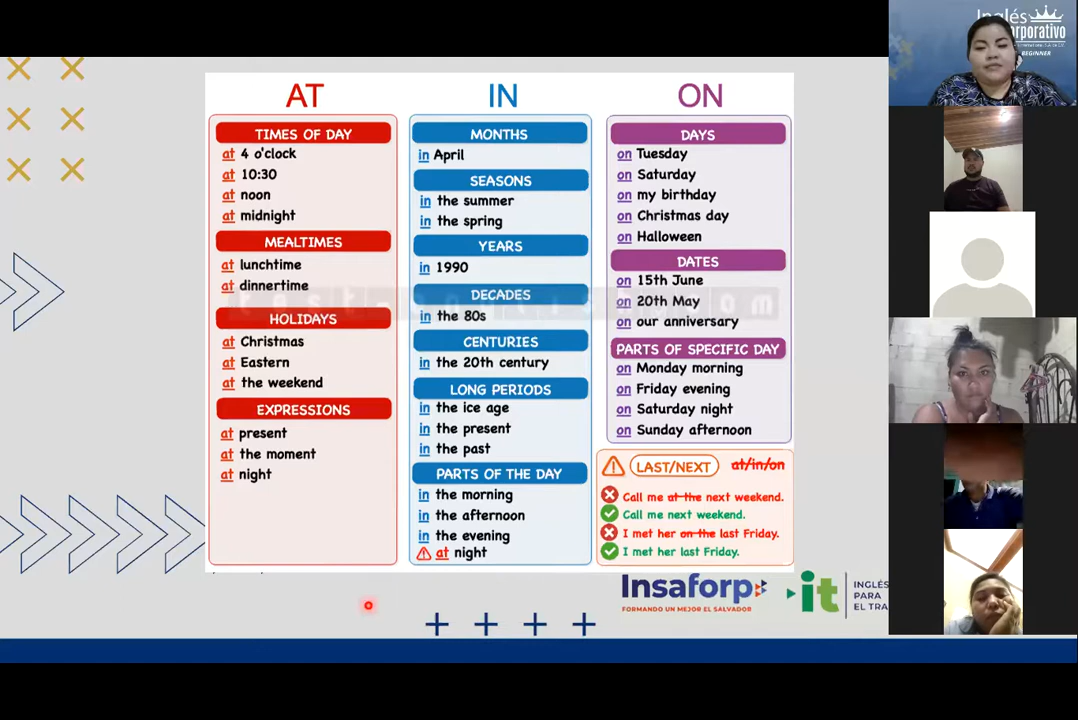 AT
TIMES OF DAY
at 4 o'clock
at 10:30
at noon
at midnight
MEALTIMES
at lunchtime
at dinnertime
HOLIDAYS
at Christmas
at Eastern
at the weekend
EXPRESSIONS
at present
at the moment
at night
IN
MONTHS
in April
SEASONS
in the summer
in the spring
YEARS
in 1990
DECADES
in the 80s
CENTURIES
in the 20th century
LONG PERIODS
in the ice age
in the present
in the past
PARTS OF THE DAY
in the morning
in the afternoon
in the evening
at night
ON
DAYS
on Tuesday
on Saturday
on my birthday
on Christmas day
on Halloween
DATES
on 15th June
on 20th May
on our anniversary
PARTS OF SPECIFIC DAY
on Monday morning
on Friday evening
on Saturday night
on Sunday afternoon
LAST/NEXT at/in/on
Call me at the next weekend.
Call me next weekend.
I met her on the last Friday.
I met her last Friday.
Insaforp
FORMANDO UN MEJOR EL SALVADOR
it
INGLÉS
PARA
EL TRA
Inglés
orporativo
BEGINNER